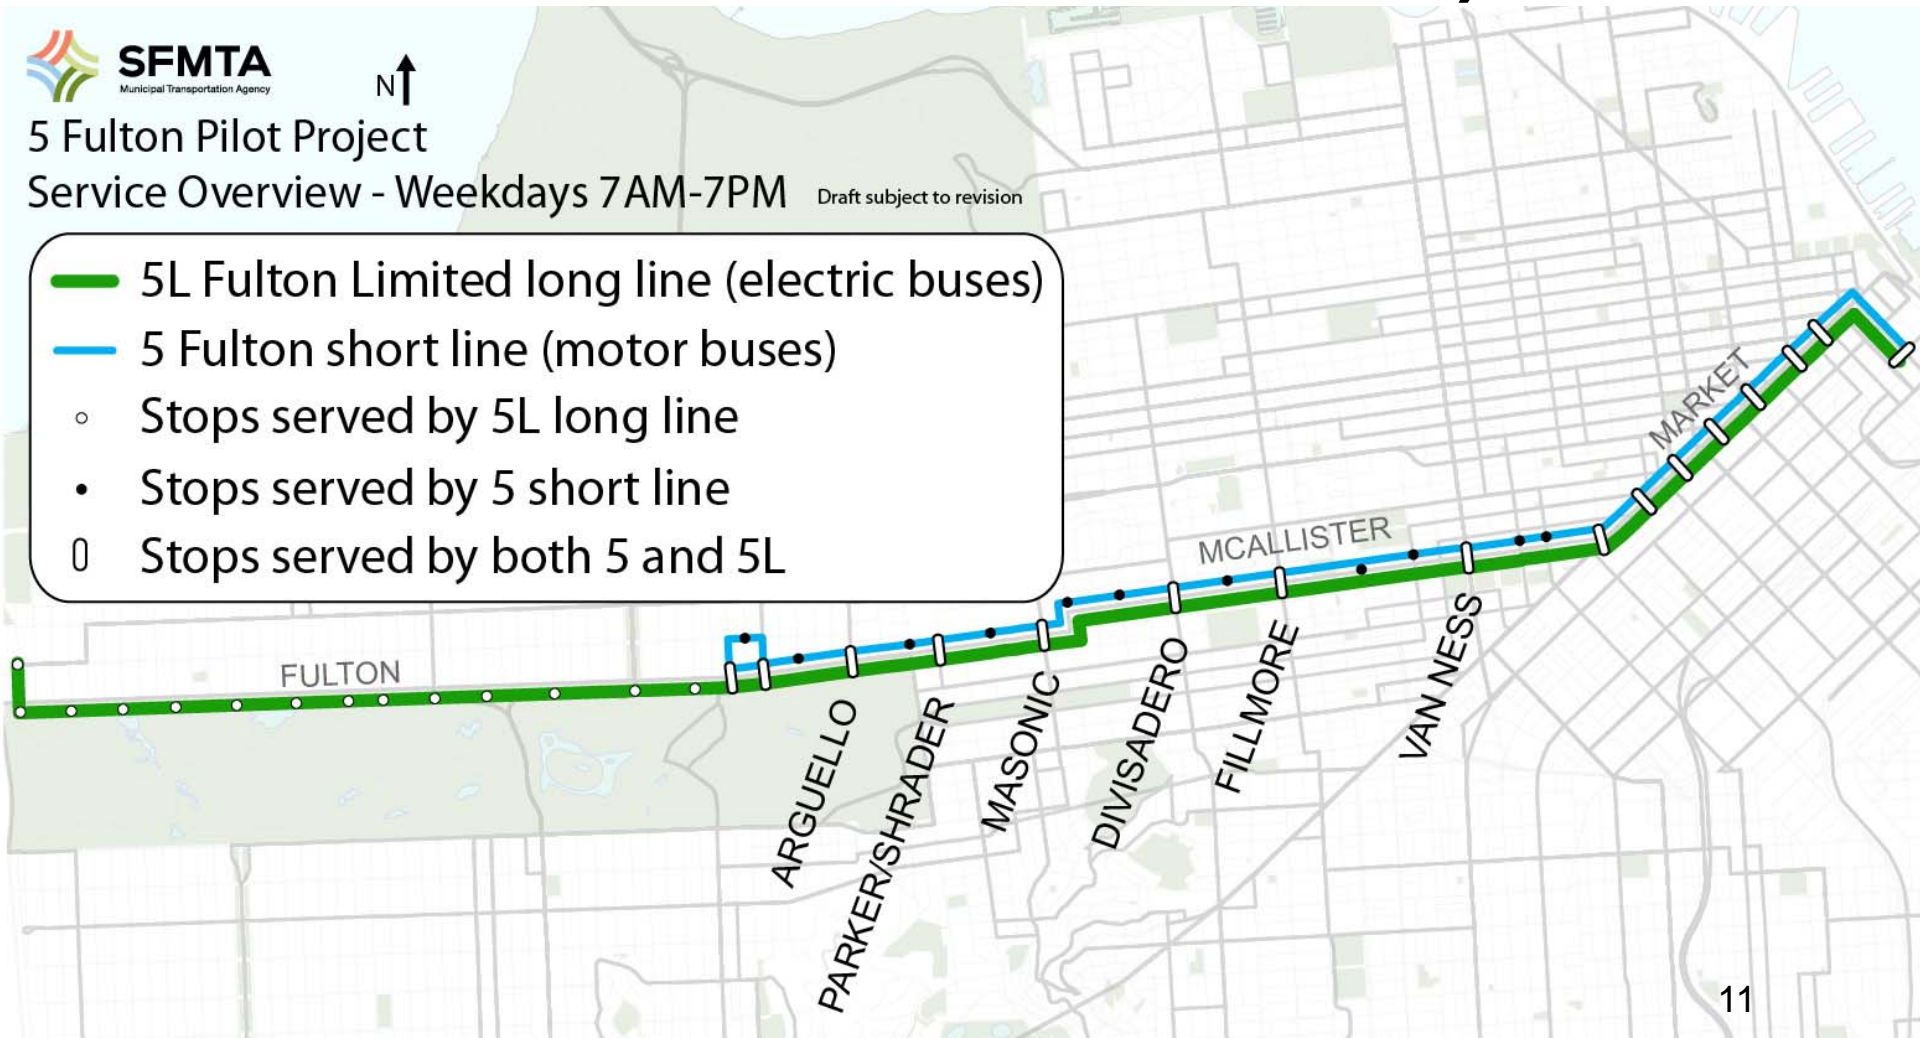 SFMTA
Municipal Transportation Agency
N
5 Fulton Pilot Project
Service Overview - Weekdays 7AM-7PM
Draft subject to revision
5L Fulton Limited long line (electric buses)
5 Fulton short line (motor buses)
Stops served by 5L long line
Stops served by 5 short line
Stops served by both 5 and 5L
MARKET
MCALLISTER
FULTON
ARGUELLO
PARKER/SHRADER
MASONIC
DIVISADERO
FILLMORE
VAN NESS
11